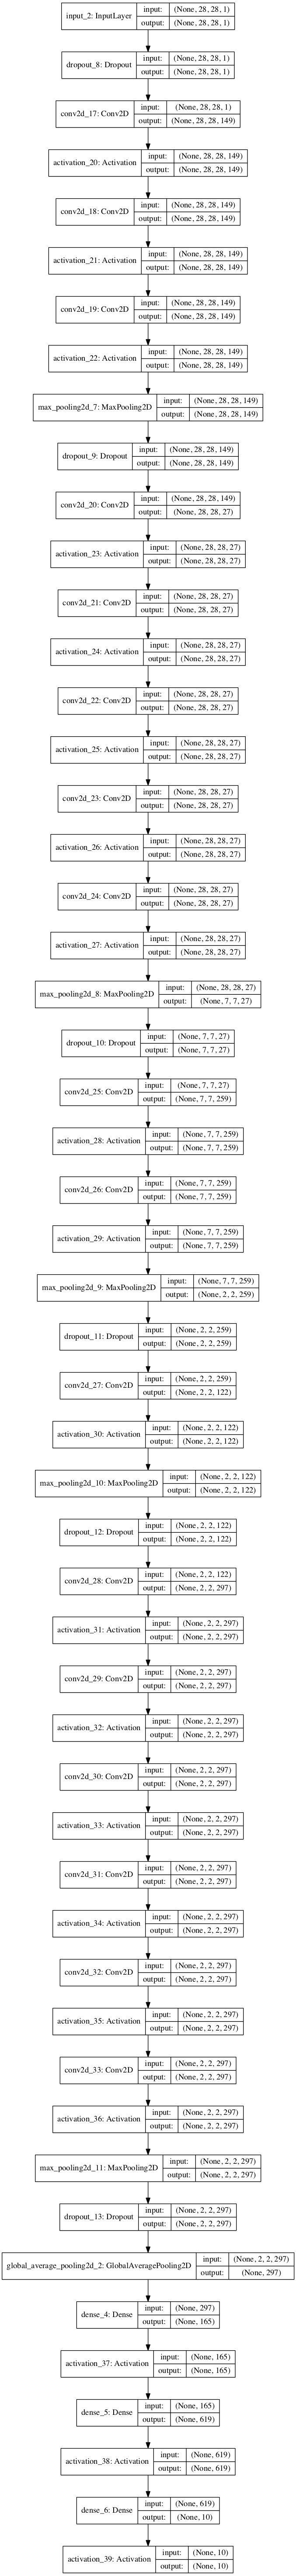 input_2: InputLayer input: (None, 28, 28, 1)
output: (None, 28, 28, 1)
dropout_8: Dropout input: (None, 28, 28, 1)
output: (None, 28, 28, 1)
conv2d_17: Conv2D input: (None, 28, 28, 1)
output: (None, 28, 28, 149)
activation_20: Activation input: (None, 28, 28, 149)
output: (None, 28, 28, 149)
conv2d_18: Conv2D input: (None, 28, 28, 149)
output: (None, 28, 28, 149)
activation_21: Activation input: (None, 28, 28, 149)
output: (None, 28, 28, 149)
conv2d_19: Conv2D input: (None, 28, 28, 149)
output: (None, 28, 28, 149)
activation_22: Activation input: (None, 28, 28, 149)
output: (None, 28, 28, 149)
max_pooling2d_7: MaxPooling2D input: (None, 28, 28, 149)
output: (None, 28, 28, 149)
dropout_9: Dropout input: (None, 28, 28, 149)
output: (None, 28, 28, 149)
conv2d_20: Conv2D input: (None, 28, 28, 149)
output: (None, 28, 28, 27)
activation_23: Activation input: (None, 28, 28, 27)
output: (None, 28, 28, 27)
conv2d_21: Conv2D input: (None, 28, 28, 27)
output: (None, 28, 28, 27)
activation_24: Activation input: (None, 28, 28, 27)
output: (None, 28, 28, 27)
conv2d_22: Conv2D input: (None, 28, 28, 27)
output: (None, 28, 28, 27)
activation_25: Activation input: (None, 28, 28, 27)
output: (None, 28, 28, 27)
conv2d_23: Conv2D input: (None, 28, 28, 27)
output: (None, 28, 28, 27)
activation_26: Activation input: (None, 28, 28, 27)
output: (None, 28, 28, 27)
conv2d_24: Conv2D input: (None, 28, 28, 27)
output: (None, 28, 28, 27)
activation_27: Activation input: (None, 28, 28, 27)
output: (None, 28, 28, 27)
max_pooling2d_8: MaxPooling2D input: (None, 28, 28, 27)
output: (None, 7, 7, 27)
dropout_10: Dropout input: (None, 7, 7, 27)
output: (None, 7, 7, 27)
conv2d_25: Conv2D input: (None, 7, 7, 27)
output: (None, 7, 7, 259)
activation_28: Activation input: (None, 7, 7, 259)
output: (None, 7, 7, 259)
conv2d_26: Conv2D input: (None, 7, 7, 259)
output: (None, 7, 7, 259)
activation_29: Activation input: (None, 7, 7, 259)
output: (None, 7, 7, 259)
max_pooling2d_9: MaxPooling2D input: (None, 7, 7, 259)
output: (None, 2, 2, 259)
dropout_11: Dropout input: (None, 2, 2, 259)
output: (None, 2, 2, 259)
conv2d_27: Conv2D input: (None, 2, 2, 259)
output: (None, 2, 2, 122)
activation_30: Activation input: (None, 2, 2, 122)
output: (None, 2, 2, 122)
max_pooling2d_10: MaxPooling2D input: (None, 2, 2, 122)
output: (None, 2, 2, 122)
dropout_12: Dropout input: (None, 2, 2, 122)
output: (None, 2, 2, 122)
conv2d_28: Conv2D input: (None, 2, 2, 122)
output: (None, 2, 2, 297)
activation_31: Activation input: (None, 2, 2, 297)
output: (None, 2, 2, 297)
conv2d_29: Conv2D input: (None, 2, 2, 297)
output: (None, 2, 2, 297)
activation_32: Activation input: (None, 2, 2, 297)
output: (None, 2, 2, 297)
conv2d_30: Conv2D input: (None, 2, 2, 297)
output: (None, 2, 2, 297)
activation_33: Activation input: (None, 2, 2, 297)
output: (None, 2, 2, 297)
conv2d_31: Conv2D input: (None, 2, 2, 297)
output: (None, 2, 2, 297)
activation_34: Activation input: (None, 2, 2, 297)
output: (None, 2, 2, 297)
conv2d_32: Conv2D input: (None, 2, 2, 297)
output: (None, 2, 2, 297)
activation_35: Activation input: (None, 2, 2, 297)
output: (None, 2, 2, 297)
conv2d_33: Conv2D input: (None, 2, 2, 297)
output: (None, 2, 2, 297)
activation_36: Activation input: (None, 2, 2, 297)
output: (None, 2, 2, 297)
max_pooling2d_11: MaxPooling2D input: (None, 2, 2, 297)
output: (None, 2, 2, 297)
dropout_13: Dropout input: (None, 2, 2, 297)
output: (None, 2, 2, 297)
global_average_pooling2d_2: GlobalAveragePooling2D input: (None, 2, 2, 297)
output: (None, 297)
dense_4: Dense input: (None, 297)
output: (None, 165)
activation_37: Activation input: (None, 165)
output: (None, 165)
dense_5: Dense input: (None, 165)
output: (None, 619)
activation_38: Activation input: (None, 619)
output: (None, 619)
dense_6: Dense input: (None, 619)
output: (None, 10)
activation_39: Activation input: (None, 10)
output: (None, 10)